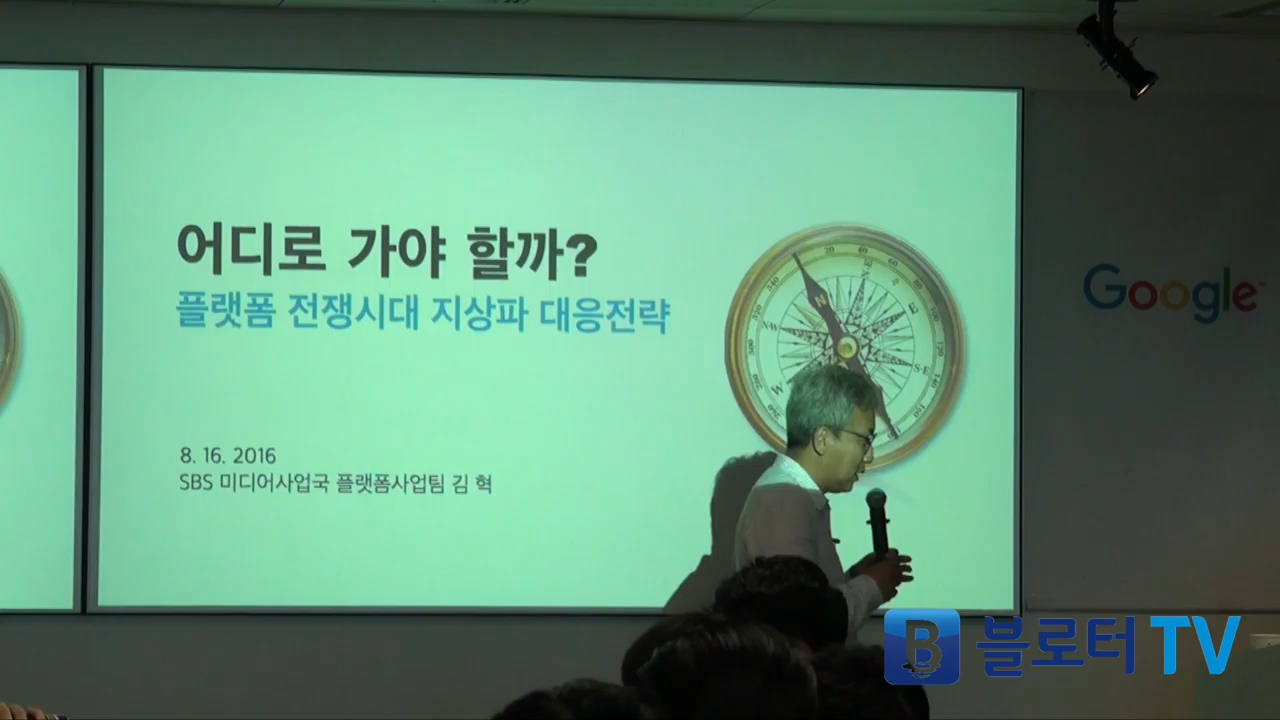 어디로 가야 할까?
플랫폼 전쟁시대 지상파 대응전략
8. 16. 2016
SBS 미디어사업국 플랫폼사업팀 김 혁
Google
B 블로터 TV